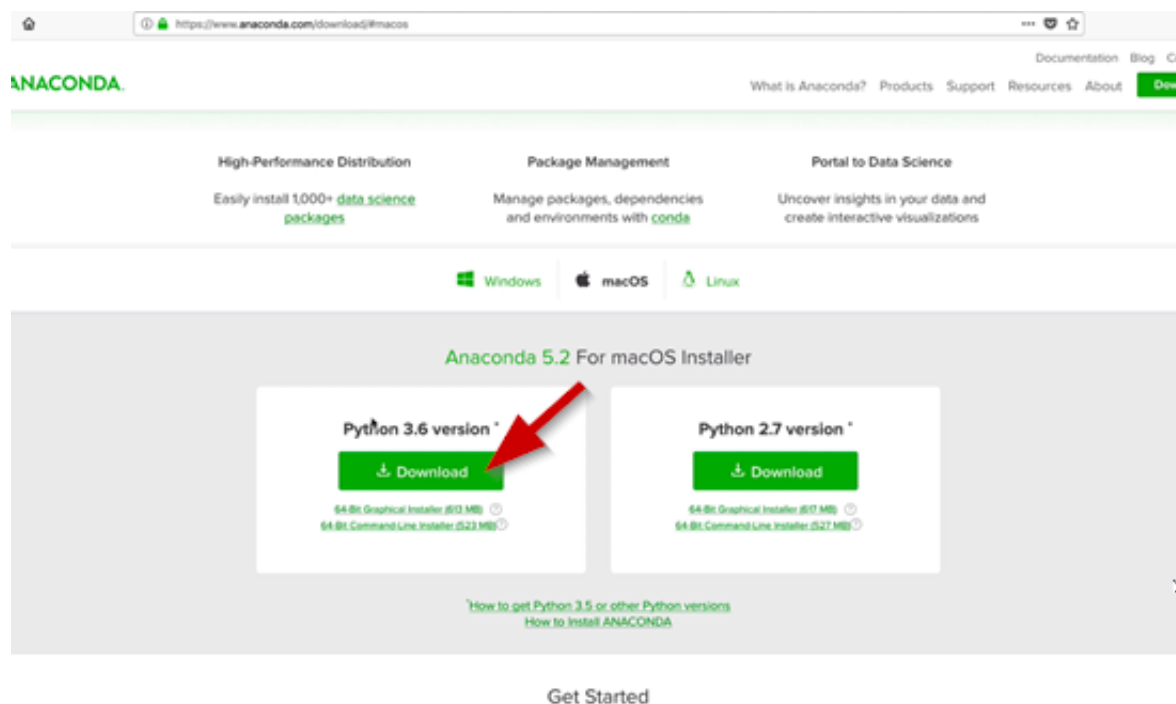 https://www.anaconda.com/download/#macos
Documentation Blog
ANACONDA.
What is Anaconda? Products Support Resources About
High-Performance Distribution
Easily install 1,000+ data science
packages
Package Management
Manage packages, dependencies
and environments with conda
Portal to Data Science
Uncover insights in your data and
create interactive visualizations
Windows macOS Linux
Anaconda 5.2 For macOS Installer
Python 3.6 version *
Download
64-Bit Graphical Installer (613 MB) ?
64-Bit Command-Line Installer (523 MB) ?
Python 2.7 version *
Download
64-Bit Graphical Installer (617 MB) ?
64-Bit Command-Line Installer (527 MB) ?
*How to get Python 3.5 or other Python versions
How to Install ANACONDA
Get Started